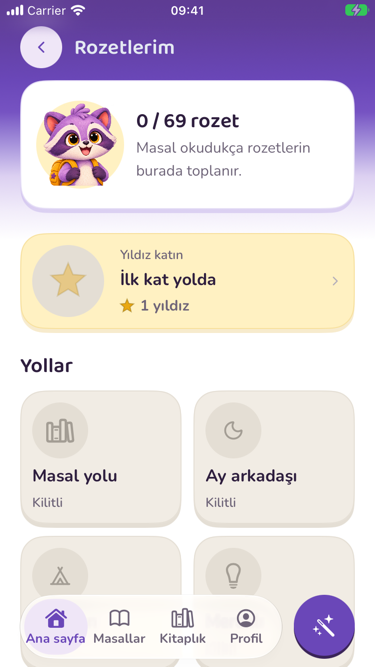 Carrier
09:41
Rozetlerim
0 / 69 rozet
Masal okudukça rozetlerin
burada toplanır.
Yıldız katın
İlk kat yolda
1 yıldız
Yollar
Masal yolu
Kilitli
Ay arkadaşı
Kilitli
Ana sayfa
Masallar
Kitaplık
Profil